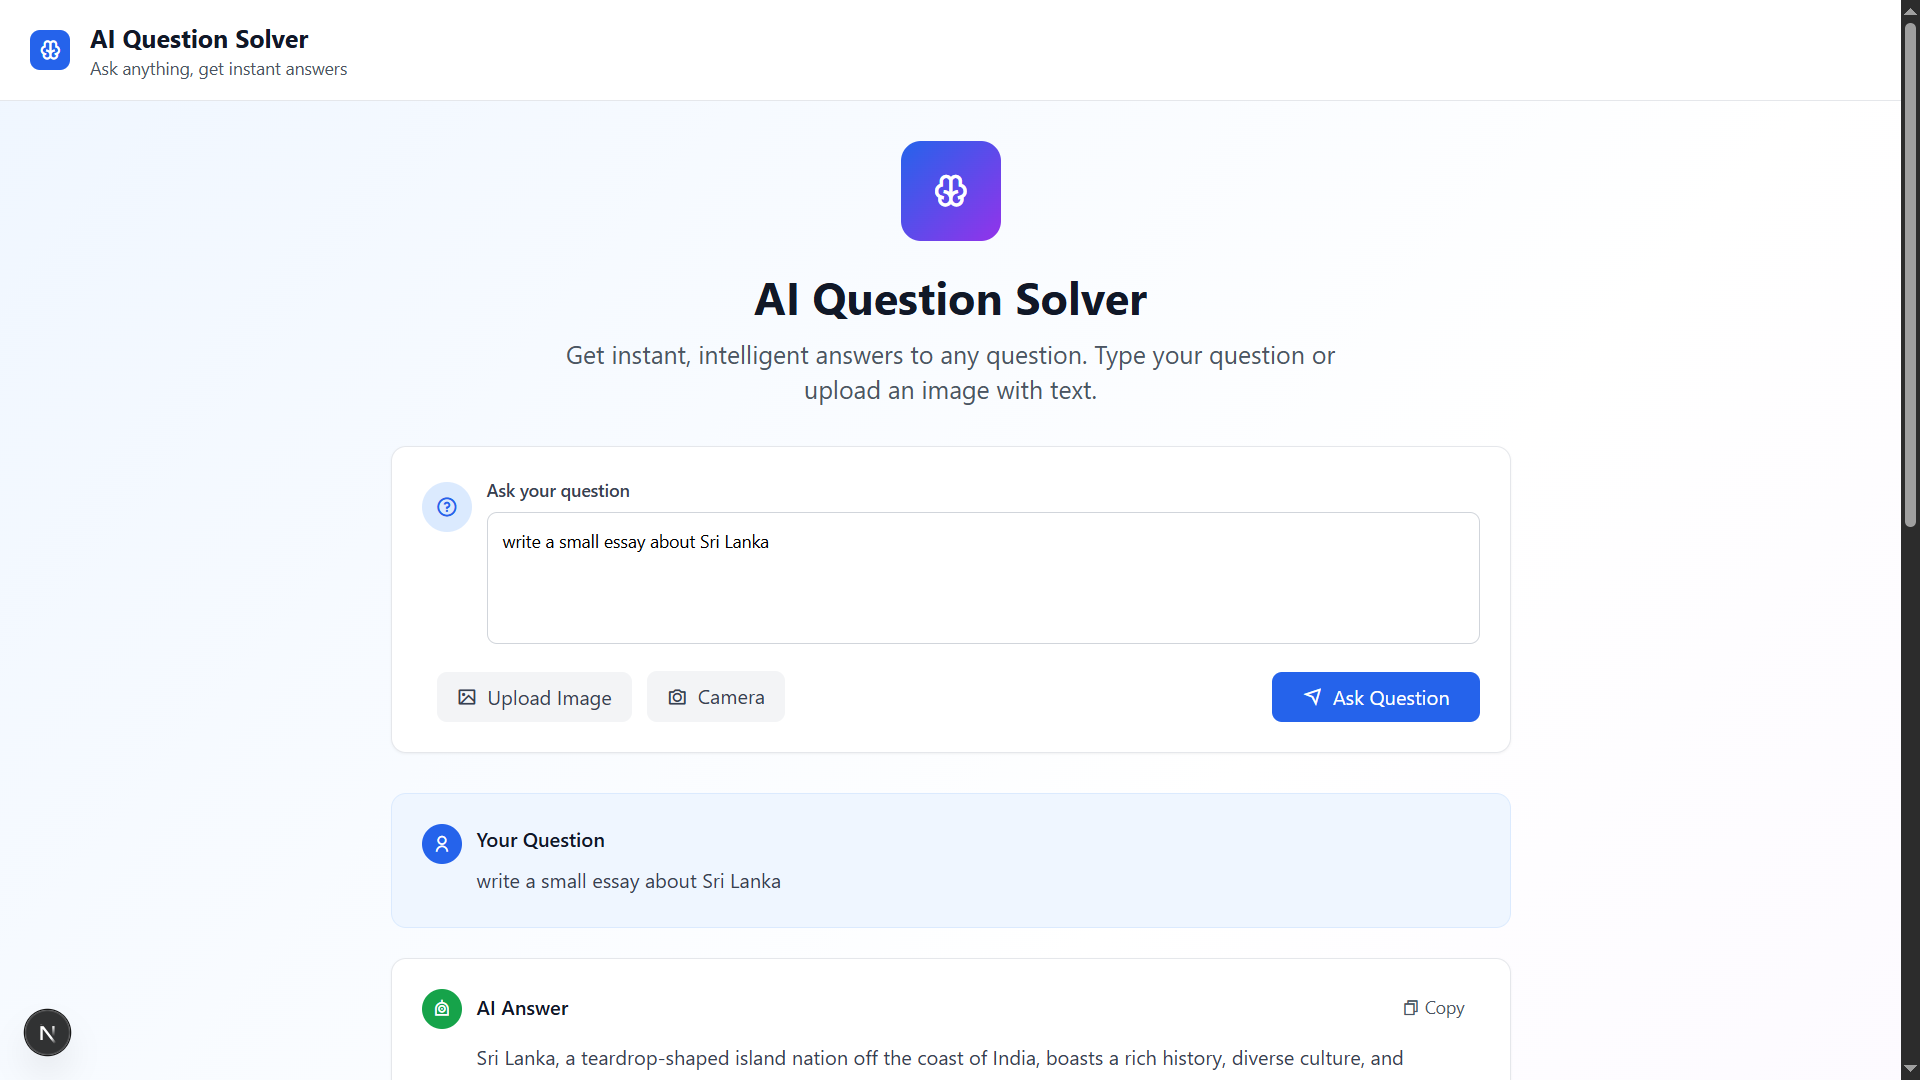 AI Question Solver
Ask anything, get instant answers
AI Question Solver
Get instant, intelligent answers to any question. Type your question or
upload an image with text.
Ask your question
write a small essay about Sri Lanka
Upload Image
Camera
Ask Question
Your Question
write a small essay about Sri Lanka
AI Answer
Copy
Sri Lanka, a teardrop-shaped island nation off the coast of India, boasts a rich history, diverse culture, and
N